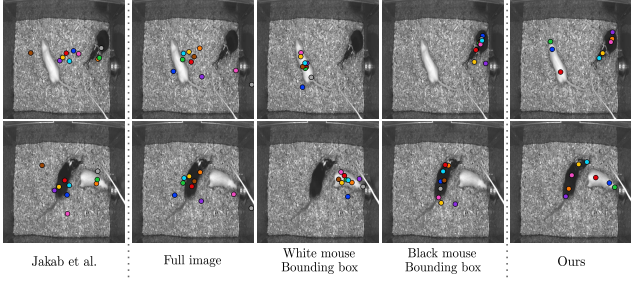 Jakab et al.
Full image
White mouse
Bounding box
Black mouse
Bounding box
Ours